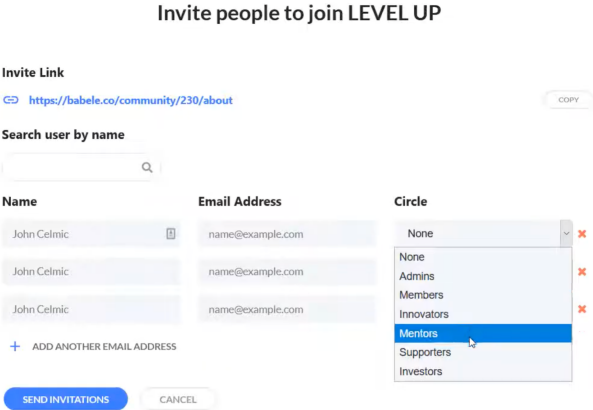 Invite people to join LEVEL UP
Invite Link
https://babele.co/community/230/about
COPY
Search user by name
Name Email Address Circle
John Celmic name@example.com None
None
Admins
John Celmic name@example.com
Members
Innovators
John Celmic name@example.com
Mentors
ADD ANOTHER EMAIL ADDRESS
Supporters
Investors
SEND INVITATIONS CANCEL